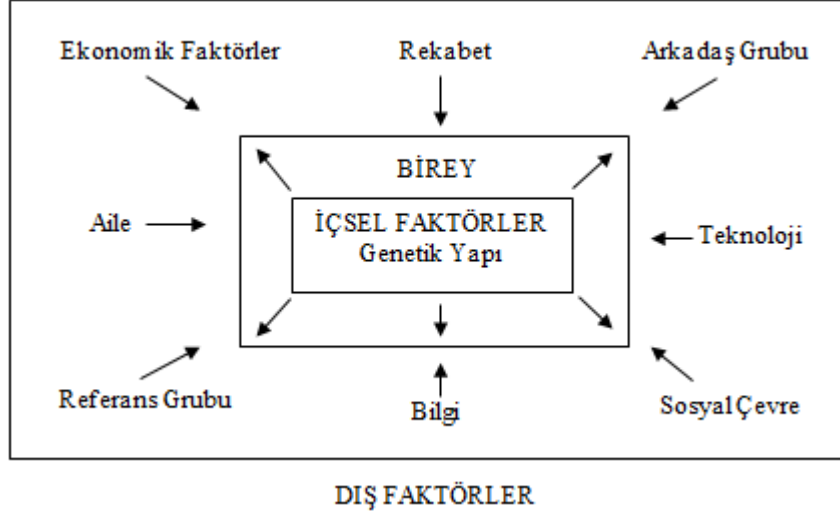 Ekonomik Faktörler
Rekabet
Arkadaş Grubu
BİREY
Aile
İÇSEL FAKTÖRLER
Genetik Yapı
Teknoloji
Referans Grubu
Bilgi
Sosyal Çevre
DIŞ FAKTÖRLER